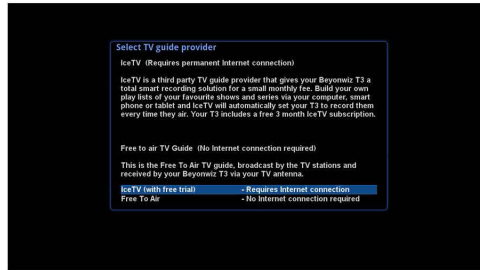 Select TV guide provider
IceTV (Requires permanent Internet connection)
IceTV is a third party TV guide provider that gives your Beyonwiz T3 a
total smart recording solution for a small monthly fee. Build your own
play lists of your favourite shows and series via your computer, smart
phone or tablet and IceTV will automatically set your T3 to record them
every time they air. Your T3 includes a free 3 month IceTV subscription.
Free to air TV Guide (No Internet connection required)
This is the Free To Air TV guide, broadcast by the TV stations and
received by your Beyonwiz T3 via your TV antenna.
IceTV (with free trial) - Requires Internet connection
Free To Air - No Internet connection required